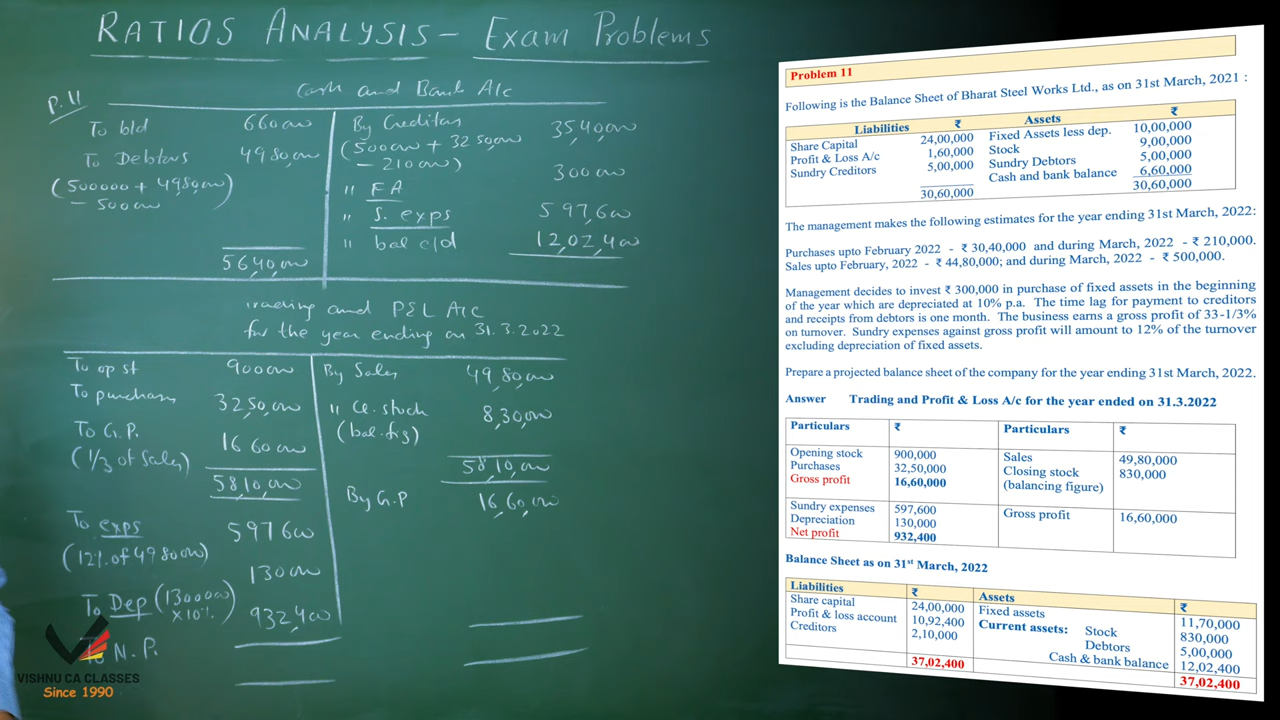 RATIOS ANALYSIS - Exam Problems
P. 11
Cash and Bank A/c
To bld 660000
To Debtors 4980000
(500000 + 4980000
- 500000
5640,000
By Creditors 3540000
(500000 + 3250,000
- 210000)
" FA 300000
" S. exps 597,600
" bal c/d 12,02,400
Trading and P&L A/C
for the year ending on 31.3.2022
To op st 900000
To purchases 3250,000
To G.P. 1660000
(1/3 of Sales)
5810,000
To exps 597600
(12% of 4980000)
130000
To Dep (1300000
×10%)
932,400
To N.P.
By Sales 49,80,000
" Cl. stock 8,30,000
(bal. fig)
5810,000
By G.P 16,60,000
VISHNU CA CLASSES
Since 1990
Problem 11
Following is the Balance Sheet of Bharat Steel Works Ltd., as on 31st March, 2021 :
Liabilities ₹ Assets ₹
Share Capital 24,00,000 Fixed Assets less dep. 10,00,000
Profit & Loss A/c 1,60,000 Stock 9,00,000
Sundry Creditors 5,00,000 Sundry Debtors 5,00,000
Cash and bank balance 6,60,000
30,60,000 30,60,000
The management makes the following estimates for the year ending 31st March, 2022:
Purchases upto February 2022 - ₹ 30,40,000 and during March, 2022 - ₹ 210,000.
Sales upto February, 2022 - ₹ 44,80,000; and during March, 2022 - ₹ 500,000.
Management decides to invest ₹ 300,000 in purchase of fixed assets in the beginning
of the year which are depreciated at 10% p.a. The time lag for payment to creditors
and receipts from debtors is one month. The business earns a gross profit of 33-1/3%
on turnover. Sundry expenses against gross profit will amount to 12% of the turnover
excluding depreciation of fixed assets.
Prepare a projected balance sheet of the company for the year ending 31st March, 2022.
Answer Trading and Profit & Loss A/c for the year ended on 31.3.2022
Particulars ₹ Particulars ₹
Opening stock 900,000 Sales 49,80,000
Purchases 32,50,000 Closing stock 830,000
Gross profit 16,60,000 (balancing figure)
Sundry expenses 597,600 Gross profit 16,60,000
Depreciation 130,000
Net profit 932,400
Balance Sheet as on 31st March, 2022
Liabilities ₹ Assets ₹
Share capital 24,00,000 Fixed assets 11,70,000
Profit & loss account 10,92,400 Current assets: Stock 830,000
Creditors 2,10,000 Debtors 5,00,000
Cash & bank balance 12,02,400
37,02,400 37,02,400